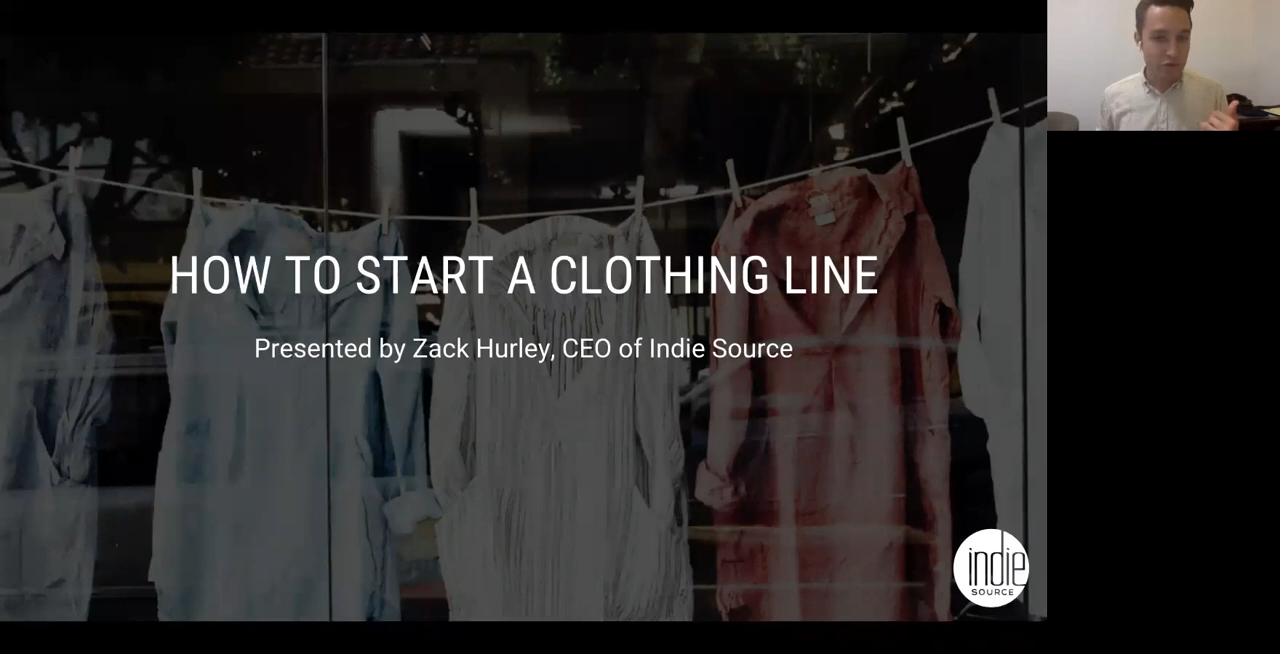 HOW TO START A CLOTHING LINE
Presented by Zack Hurley, CEO of Indie Source
indie
SOURCE